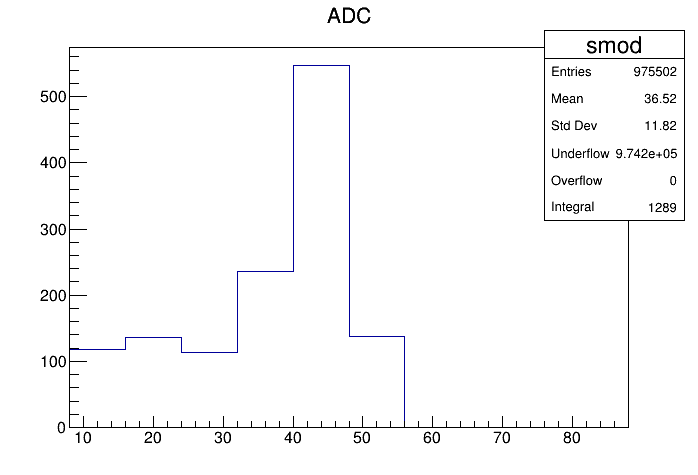 ADC
smod
Entries 975502
Mean 36.52
Std Dev 11.82
Underflow 9.742e+05
Overflow 0
Integral 1289
500
400
300
200
100
0
10 20 30 40 50 60 70 80